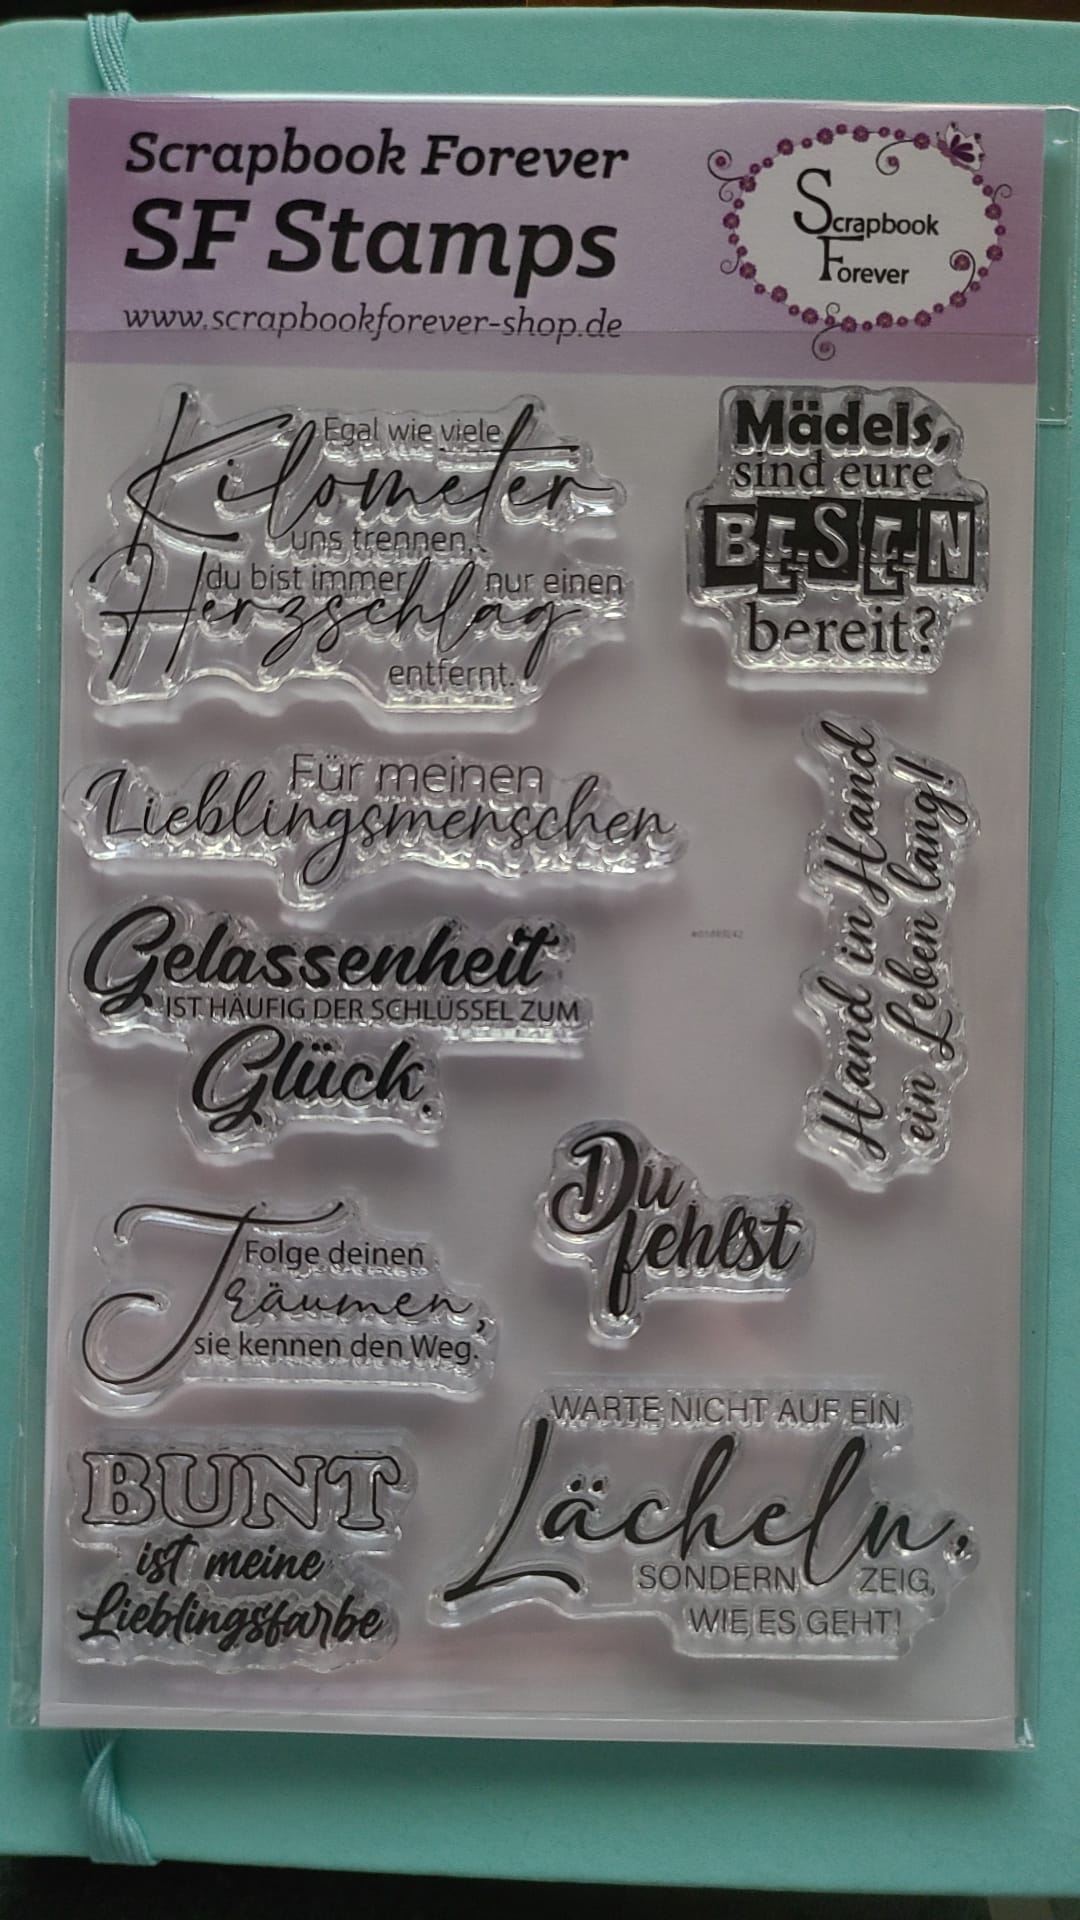 Scrapbook Forever
SF Stamps
www.scrapbookforever-shop.de
Scrapbook
Forever
Egal wie viele
Kilometer
uns trennen,
du bist immer nur einen
Herzschlag
entfernt.
Mädels,
sind eure
BESEN
bereit?
Für meinen
Lieblingsmenschen
Hand in Hand
ein Leben lang!
Gelassenheit
IST HÄUFIG DER SCHLÜSSEL ZUM
Glück.
Du
fehlst
Folge deinen
Träumen,
sie kennen den Weg.
WARTE NICHT AUF EIN
Lächeln,
SONDERN ZEIG,
WIE ES GEHT!
BUNT
ist meine
Lieblingsfarbe